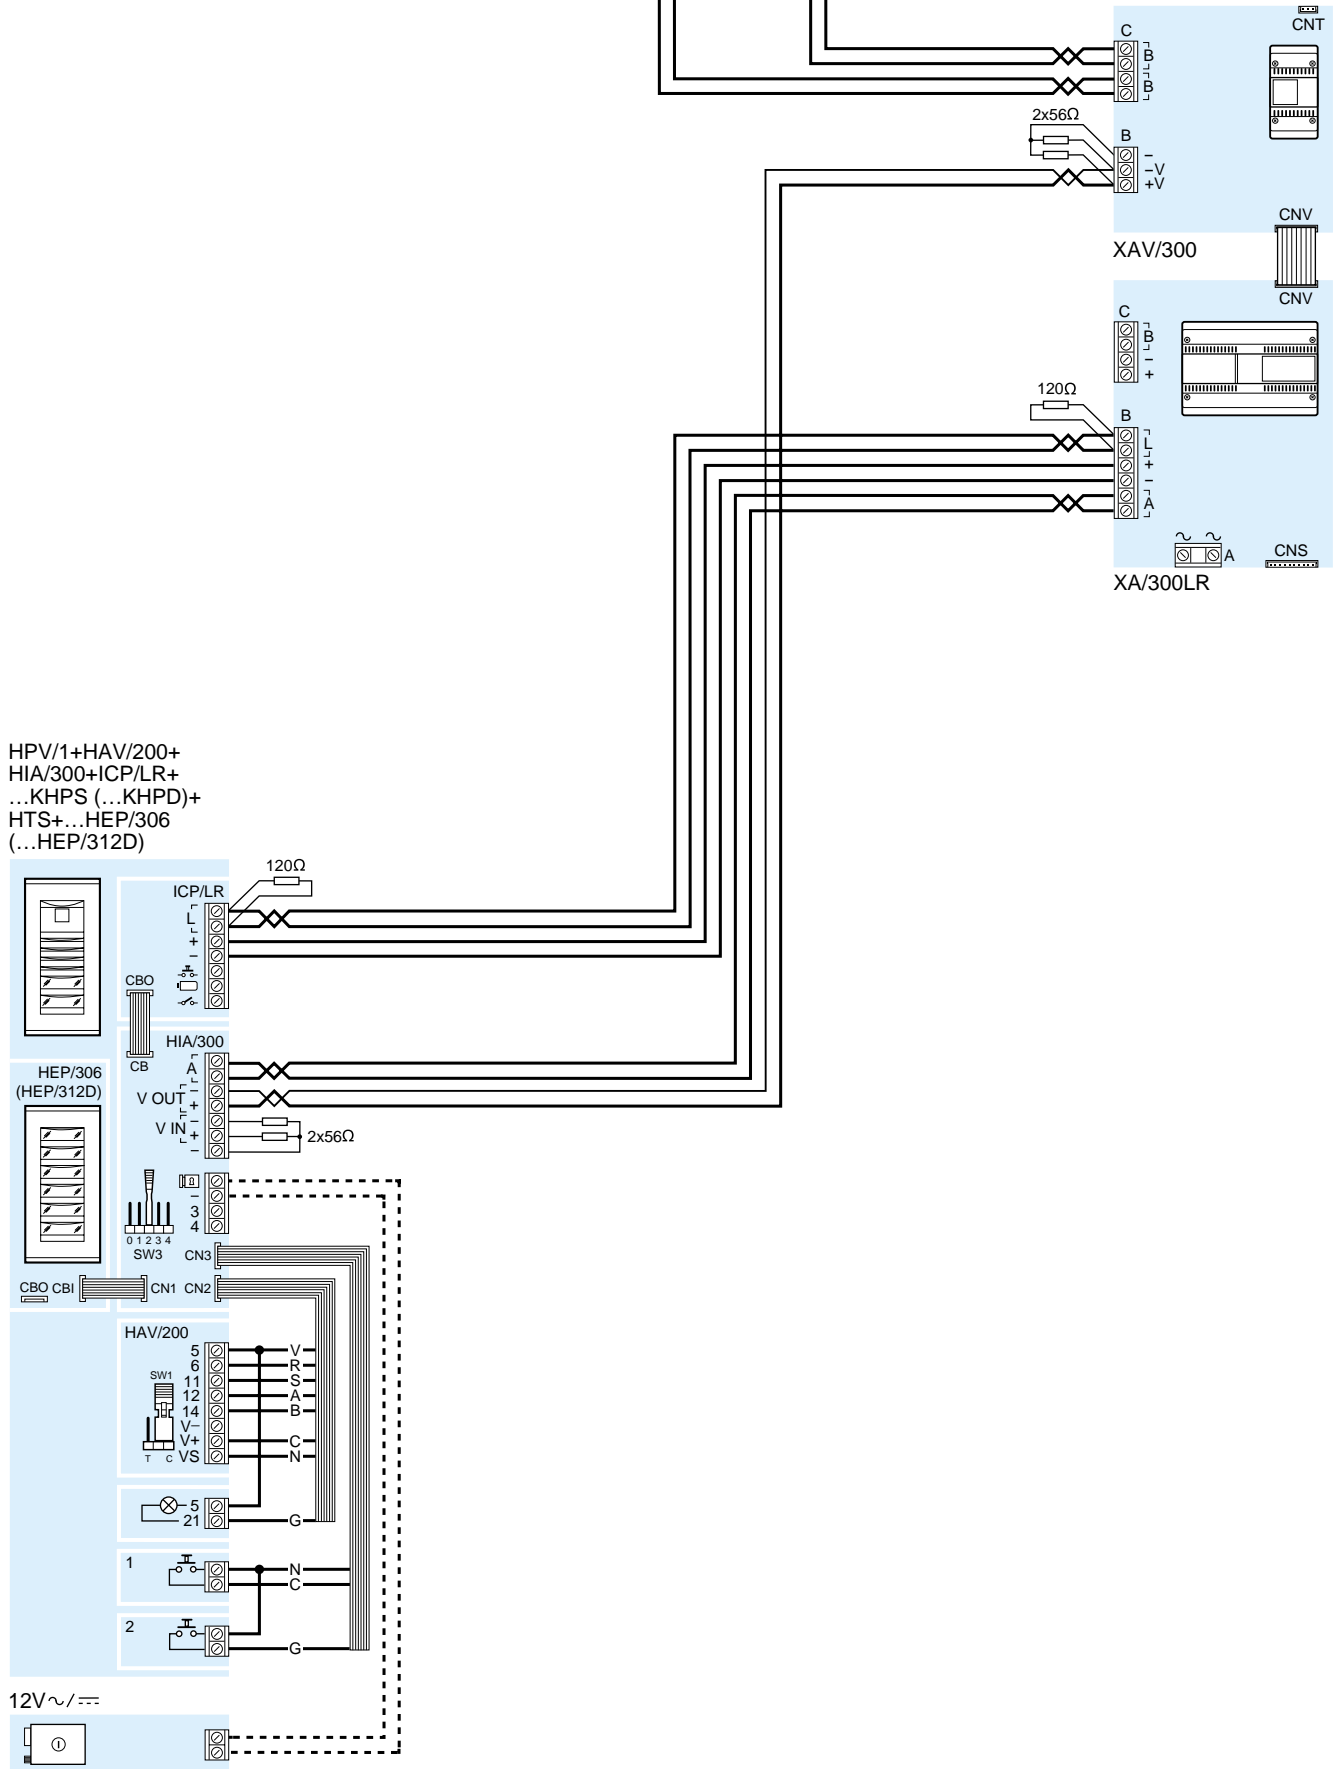 CNT
C
B
B
2x56Ω
B
–
–V
+V
CNV
XAV/300
CNV
C
B
–
+
120Ω
B
L
+
–
A
∼ ∼
A
CNS
XA/300LR
HPV/1+HAV/200+
HIA/300+ICP/LR+
…KHPS (…KHPD)+
HTS+…HEP/306
(…HEP/312D)
120Ω
ICP/LR
L
+
–
CBO
CB
HIA/300
A
V OUT –
+
V IN –
+
–
2x56Ω
HEP/306
(HEP/312D)
–
3
4
0 1 2 3 4
SW3
CN3
CBO CBI
CN1 CN2
HAV/200
5 V
6 R
SW1
11 S
12 A
14 B
V–
V+ C
T C
VS N
5
21 G
1
N
C
2
G
12V∼/⎓